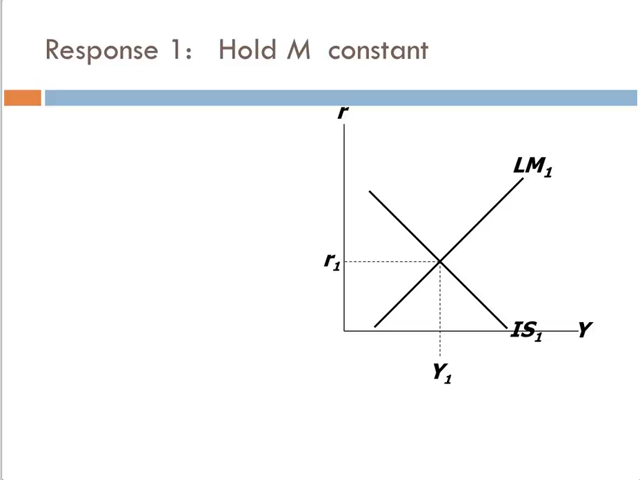 Response 1: Hold M constant
r
LM₁
r₁
IS₁
Y
Y₁